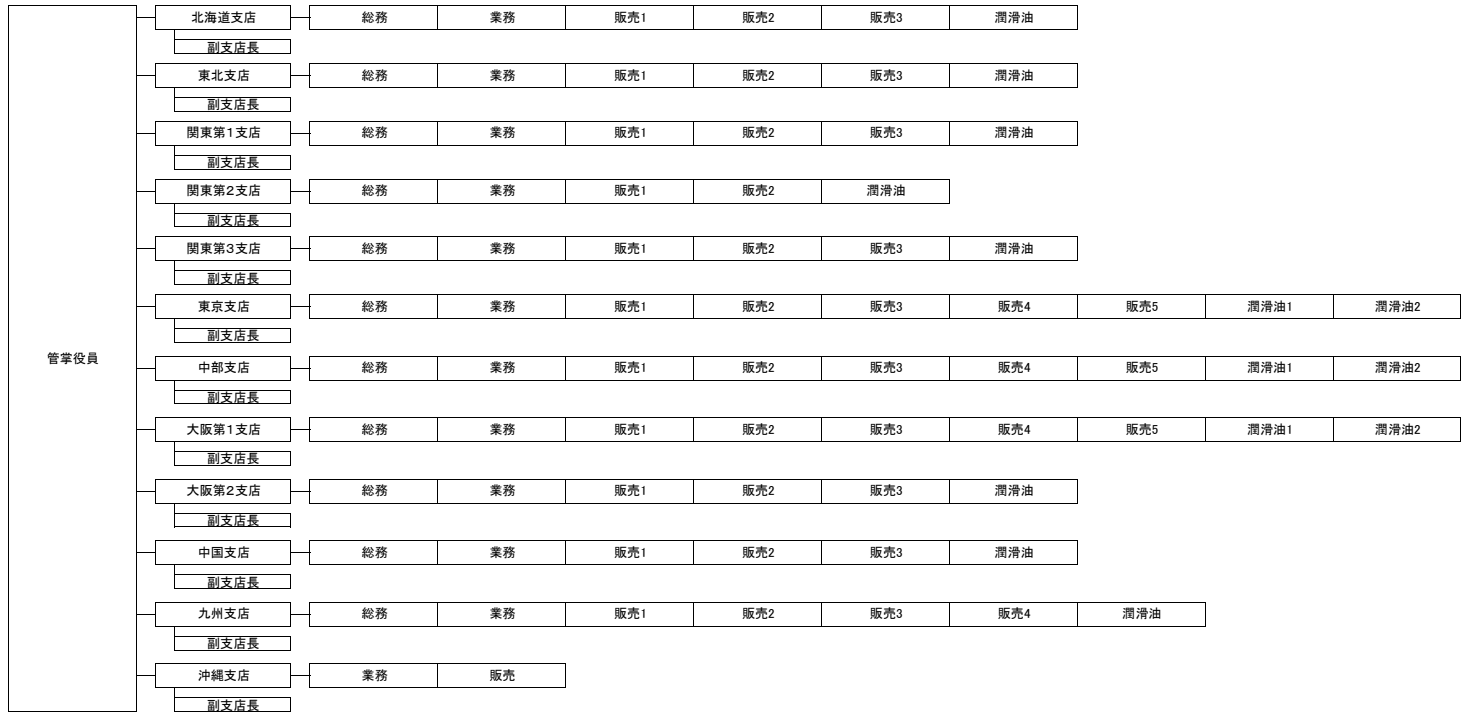 北海道支店 総務 業務 販売1 販売2 販売3 潤滑油
副支店長
東北支店 総務 業務 販売1 販売2 販売3 潤滑油
副支店長
関東第1支店 総務 業務 販売1 販売2 販売3 潤滑油
副支店長
関東第2支店 総務 業務 販売1 販売2 潤滑油
副支店長
関東第3支店 総務 業務 販売1 販売2 販売3 潤滑油
副支店長
東京支店 総務 業務 販売1 販売2 販売3 販売4 販売5 潤滑油1 潤滑油2
副支店長
管掌役員
中部支店 総務 業務 販売1 販売2 販売3 販売4 販売5 潤滑油1 潤滑油2
副支店長
大阪第1支店 総務 業務 販売1 販売2 販売3 販売4 販売5 潤滑油1 潤滑油2
副支店長
大阪第2支店 総務 業務 販売1 販売2 販売3 潤滑油
副支店長
中国支店 総務 業務 販売1 販売2 販売3 潤滑油
副支店長
九州支店 総務 業務 販売1 販売2 販売3 販売4 潤滑油
副支店長
沖縄支店 業務 販売
副支店長